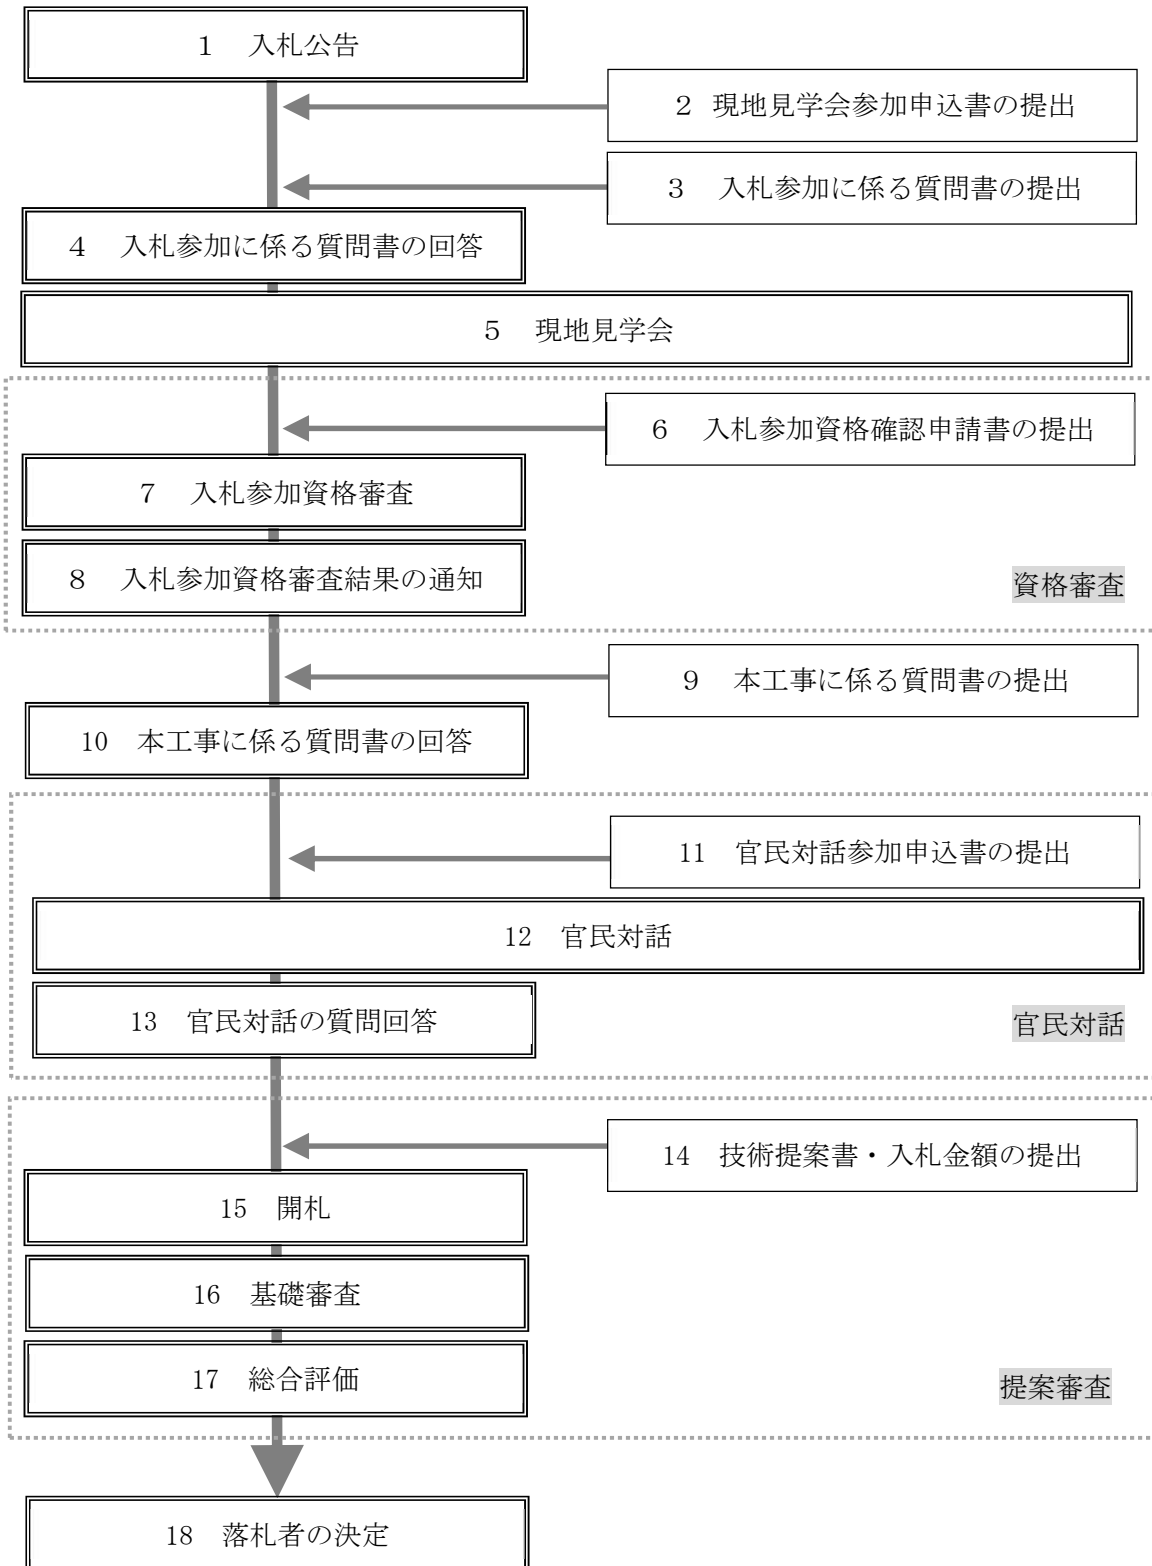 1 入札公告
2 現地見学会参加申込書の提出
3 入札参加に係る質問書の提出
4 入札参加に係る質問書の回答
5 現地見学会
6 入札参加資格確認申請書の提出
7 入札参加資格審査
8 入札参加資格審査結果の通知
資格審査
9 本工事に係る質問書の提出
10 本工事に係る質問書の回答
11 官民対話参加申込書の提出
12 官民対話
13 官民対話の質問回答
官民対話
14 技術提案書・入札金額の提出
15 開札
16 基礎審査
17 総合評価
提案審査
18 落札者の決定